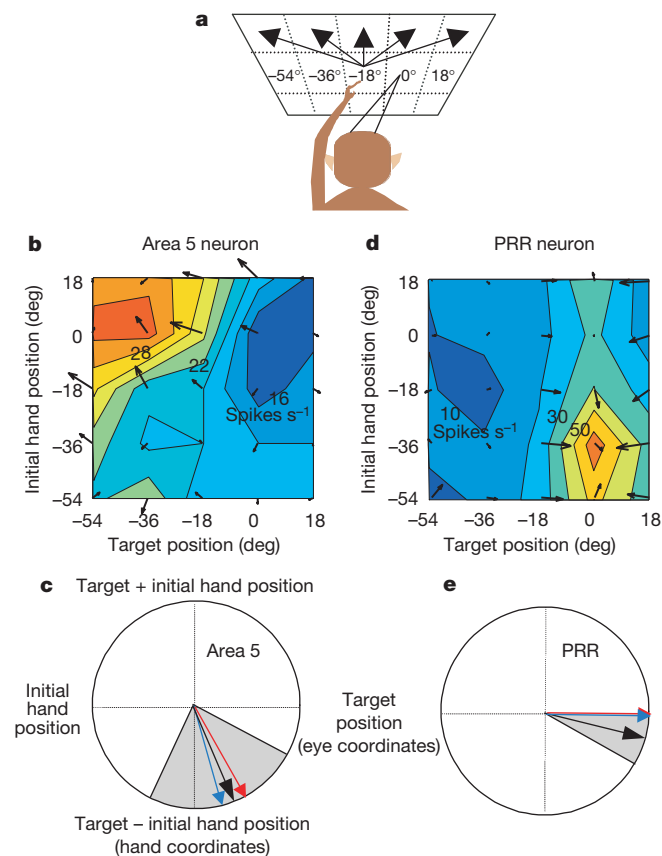 a
−54° −36° −18° 0° 18°
b Area 5 neuron
Initial hand position (deg)
18
0
−18
−36
−54
28
22
16
Spikes s⁻¹
−54 −36 −18 0 18
Target position (deg)
d PRR neuron
Initial hand position (deg)
18
0
−18
−36
−54
10
Spikes s⁻¹
30
50
−54 −36 −18 0 18
Target position (deg)
c Target + initial hand position
Area 5
Initial
hand
position
Target
position
(eye coordinates)
Target − initial hand position
(hand coordinates)
e
PRR